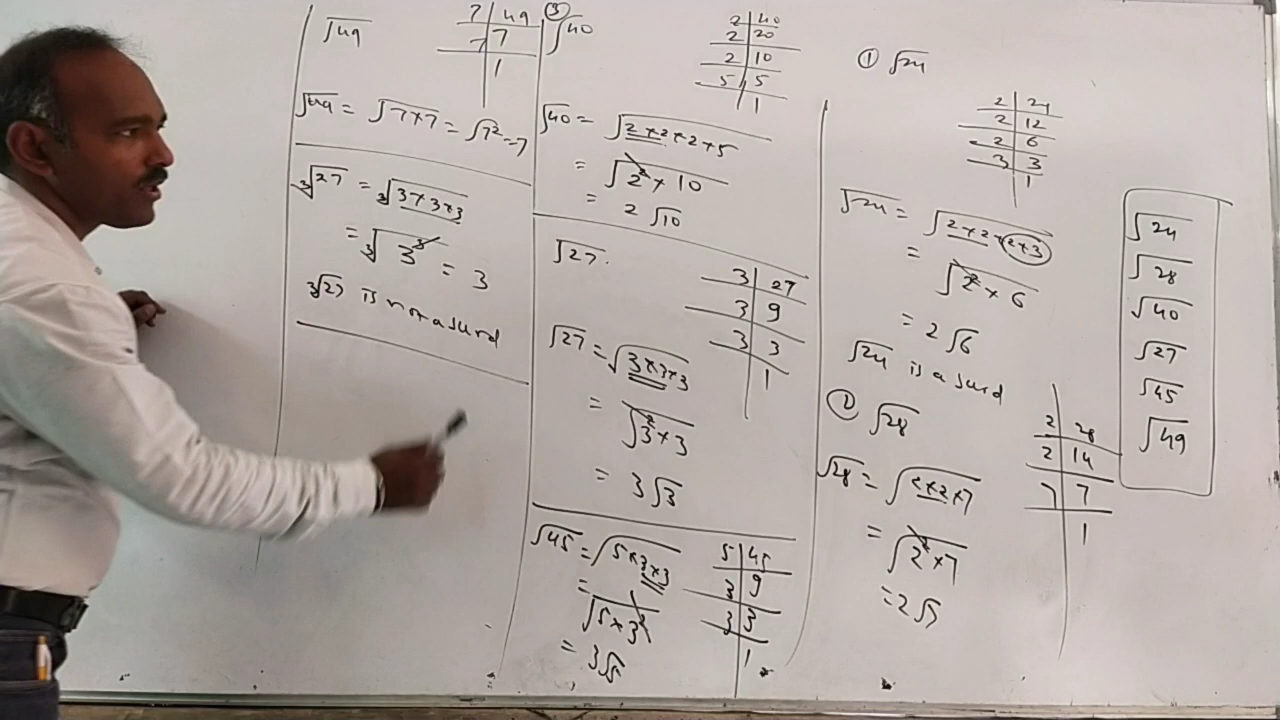 √49
7 | 49
7 | 7
1
√49 = √7×7 = √7² = 7
∛27 = ∛3×3×3
= ∛3³ = 3
∛27 is not a surd
③ √40
2 | 40
2 | 20
2 | 10
5 | 5
1
√40 = √2×2×2×5
= √2²×10
= 2√10
√27.
3 | 27
3 | 9
3 | 3
1
√27 = √3×3×3
= √3²×3
= 3√3
√45 = √5×3×3
= √5×3²
= 3√5
5 | 45
3 | 9
3 | 3
1
① √24
2 | 24
2 | 12
2 | 6
3 | 3
1
√24 = √2×2×2×3
= √2²×6
= 2√6
√24 is a surd
√28
2 | 28
2 | 14
7 | 7
1
√28 = √2×2×7
= √2²×7
= 2√7
√24
√28
√40
√27
√45
√49